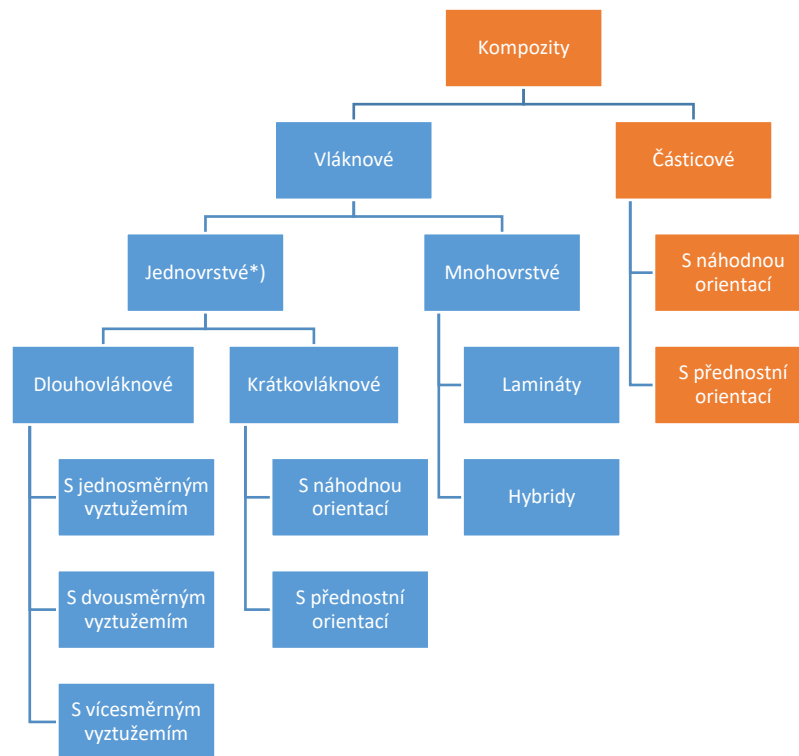 Kompozity
Vláknové
Částicové
Jednovrstvé*)
Mnohovrstvé
S náhodnou
orientací
Dlouhovláknové
Krátkovláknové
Lamináty
S přednostní
orientací
S jednosměrným
vyztužemím
S náhodnou
orientací
Hybridy
S dvousměrným
vyztužemím
S přednostní
orientací
S vícesměrným
vyztužemím